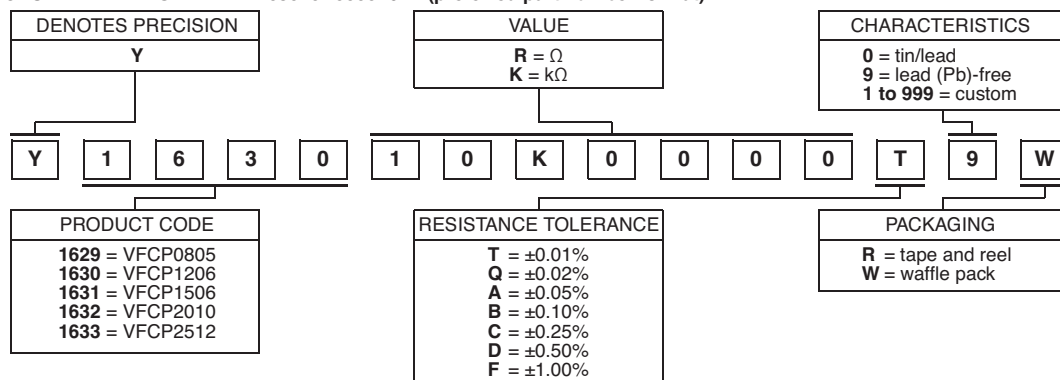 DENOTES PRECISION
Y
VALUE
R = Ω
K = kΩ
CHARACTERISTICS
0 = tin/lead
9 = lead (Pb)-free
1 to 999 = custom
Y 1 6 3 0 1 0 K 0 0 0 0 T 9 W
PRODUCT CODE
1629 = VFCP0805
1630 = VFCP1206
1631 = VFCP1506
1632 = VFCP2010
1633 = VFCP2512
RESISTANCE TOLERANCE
T = ±0.01%
Q = ±0.02%
A = ±0.05%
B = ±0.10%
C = ±0.25%
D = ±0.50%
F = ±1.00%
PACKAGING
R = tape and reel
W = waffle pack